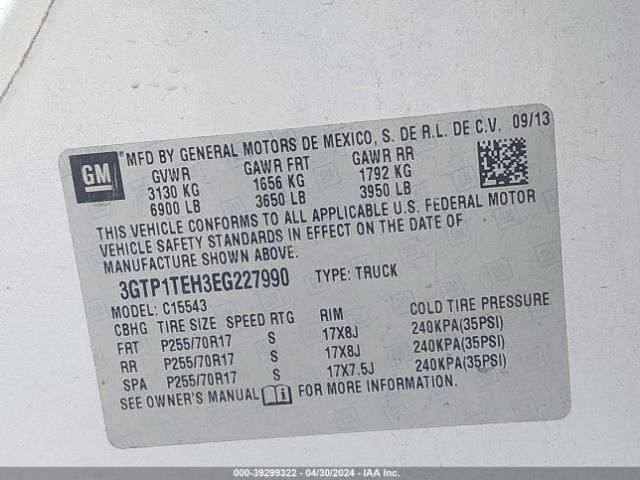 GM ® MFD BY GENERAL MOTORS DE MEXICO, S. DE R.L. DE C.V. 09/13
GVWR GAWR FRT GAWR RR
3130 KG 1656 KG 1792 KG
6900 LB 3650 LB 3950 LB
THIS VEHICLE CONFORMS TO ALL APPLICABLE U.S. FEDERAL MOTOR
VEHICLE SAFETY STANDARDS IN EFFECT ON THE DATE OF
MANUFACTURE SHOWN ABOVE.
3GTP1TEH3EG227990 TYPE: TRUCK
MODEL: C15543
CBHG TIRE SIZE SPEED RTG RIM COLD TIRE PRESSURE
FRT P255/70R17 S 17X8J 240KPA(35PSI)
RR P255/70R17 S 17X8J 240KPA(35PSI)
SPA P255/70R17 S 17X7.5J 240KPA(35PSI)
SEE OWNER'S MANUAL FOR MORE INFORMATION.
000-39299322 / 04/30/2024 - IAA Inc.